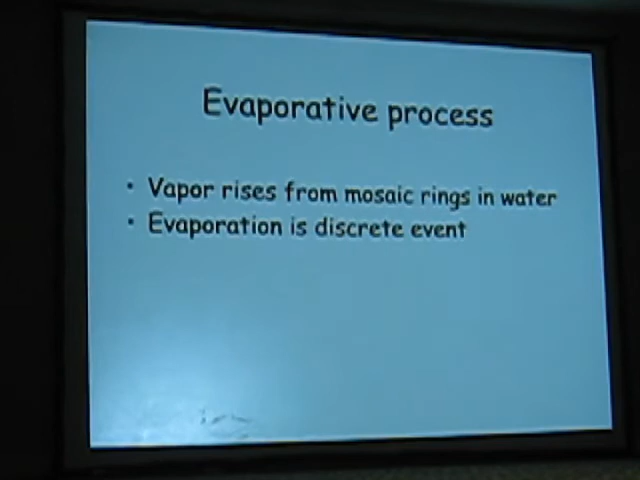 Evaporative process
• Vapor rises from mosaic rings in water
• Evaporation is discrete event